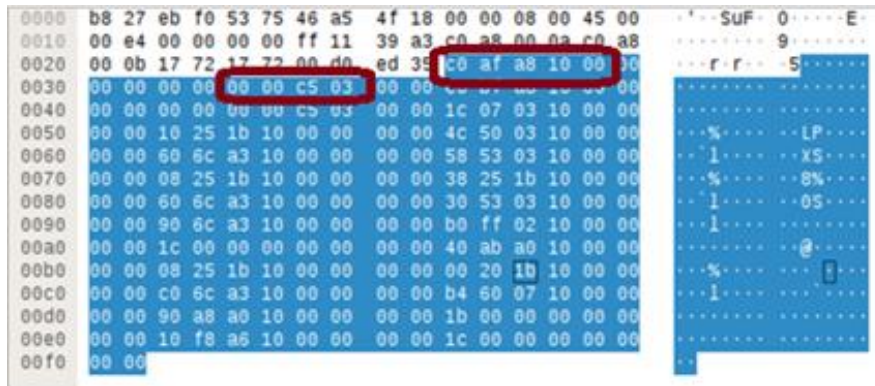 0000 b8 27 eb f0 53 75 46 a5 4f 18 00 00 08 00 45 00 ·'··SuF· O·····E·
0010 00 e4 00 00 00 00 ff 11 39 a3 c0 a8 00 0a c0 a8 ········ 9·······
0020 00 0b 17 72 17 72 00 d0 ed 35 c0 af a8 10 00 00 ···r·r·· ·5······
0030 00 00 00 00 00 00 c5 03 00 00 a8 10 00 00 ········ ········
0040 00 00 00 00 00 00 c5 03 00 00 1c 07 03 10 00 00 ········ ········
0050 00 00 10 25 1b 10 00 00 00 00 4c 50 03 10 00 00 ···%···· ··LP····
0060 00 00 60 6c a3 10 00 00 00 00 58 53 03 10 00 00 ··`l···· ··XS····
0070 00 00 08 25 1b 10 00 00 00 00 38 25 1b 10 00 00 ···%···· ··8%····
0080 00 00 60 6c a3 10 00 00 00 00 30 53 03 10 00 00 ··`l···· ··0S····
0090 00 00 90 6c a3 10 00 00 00 00 b0 ff 02 10 00 00 ···l···· ········
00a0 00 00 1c 00 00 00 00 00 00 00 40 ab a0 10 00 00 ········ ··@·····
00b0 00 00 08 25 1b 10 00 00 00 00 00 20 1b 10 00 00 ···%···· ··· ····
00c0 00 00 c0 6c a3 10 00 00 00 00 b4 60 07 10 00 00 ···l···· ········
00d0 00 00 90 a8 a0 10 00 00 00 00 1b 00 00 00 00 00 ········ ········
00e0 00 00 10 f8 a6 10 00 00 00 00 1c 00 00 00 00 00 ········ ········
00f0 00 00 ··